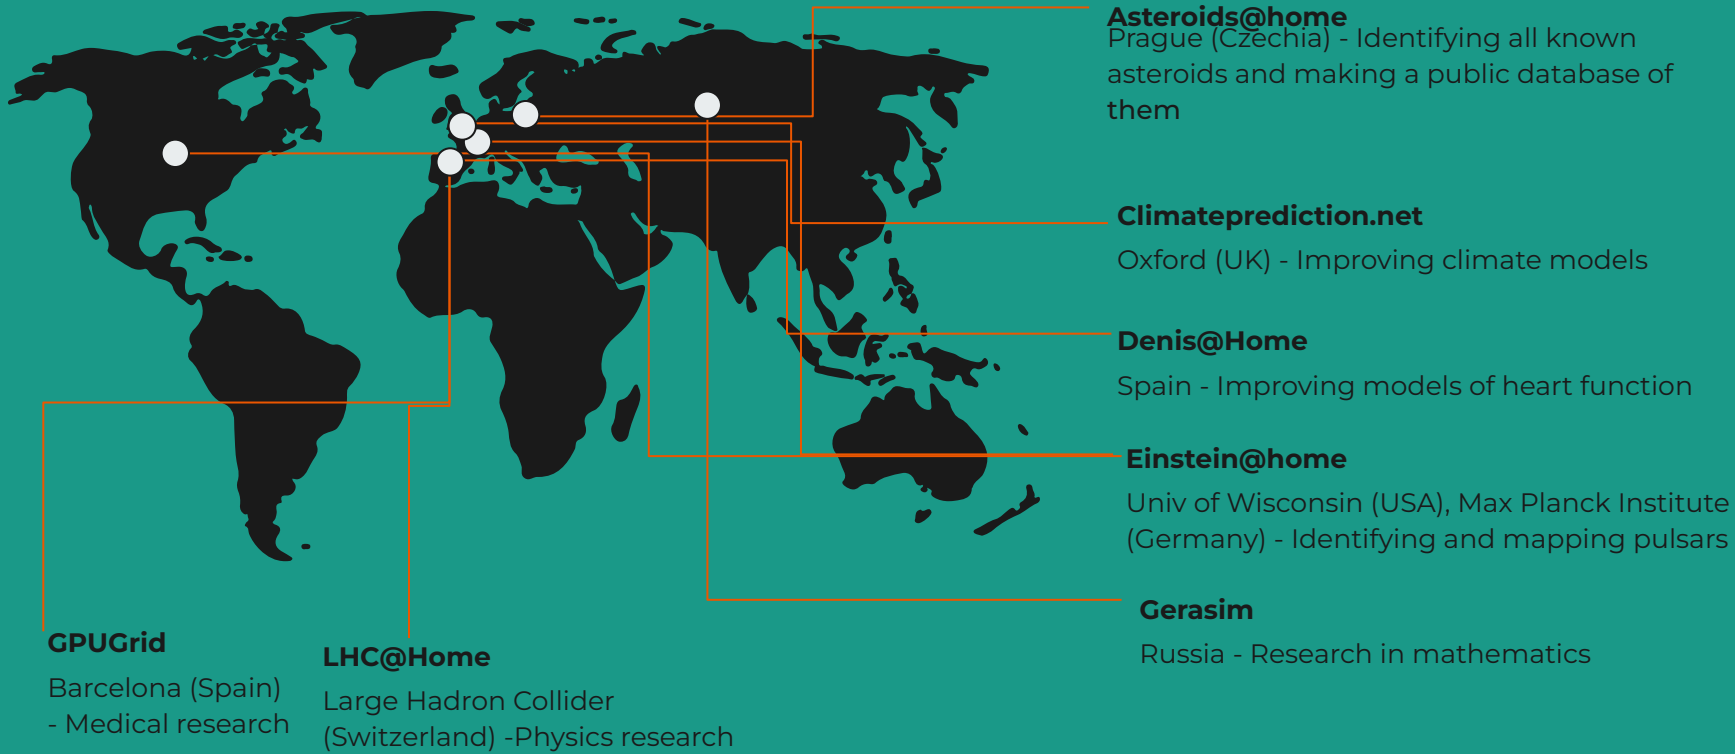 Asteroids@home
Prague (Czechia) - Identifying all known
asteroids and making a public database of
them
Climateprediction.net
Oxford (UK) - Improving climate models
Denis@Home
Spain - Improving models of heart function
Einstein@home
Univ of Wisconsin (USA), Max Planck Institute
(Germany) - Identifying and mapping pulsars
Gerasim
Russia - Research in mathematics
GPUGrid
Barcelona (Spain)
- Medical research
LHC@Home
Large Hadron Collider
(Switzerland) -Physics research